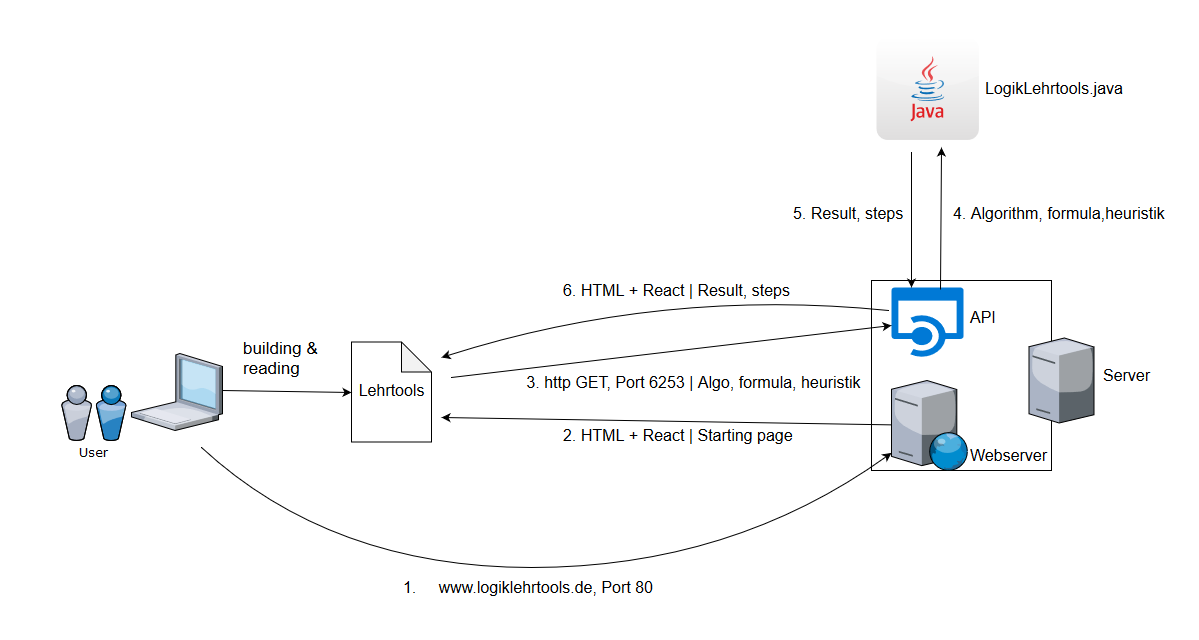 Java
LogikLehrtools.java
5. Result, steps
4. Algorithm, formula,heuristik
6. HTML + React | Result, steps
API
building &
reading
Lehrtools
3. http GET, Port 6253 | Algo, formula, heuristik
Server
2. HTML + React | Starting page
User
Webserver
1. www.logiklehrtools.de, Port 80